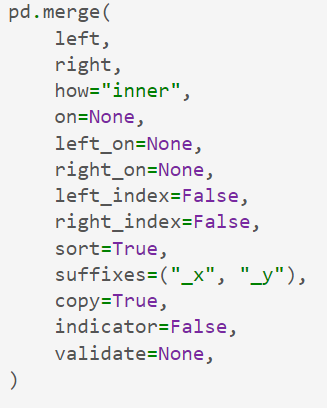 pd.merge(
    left,
    right,
    how="inner",
    on=None,
    left_on=None,
    right_on=None,
    left_index=False,
    right_index=False,
    sort=True,
    suffixes=("_x", "_y"),
    copy=True,
    indicator=False,
    validate=None,
)